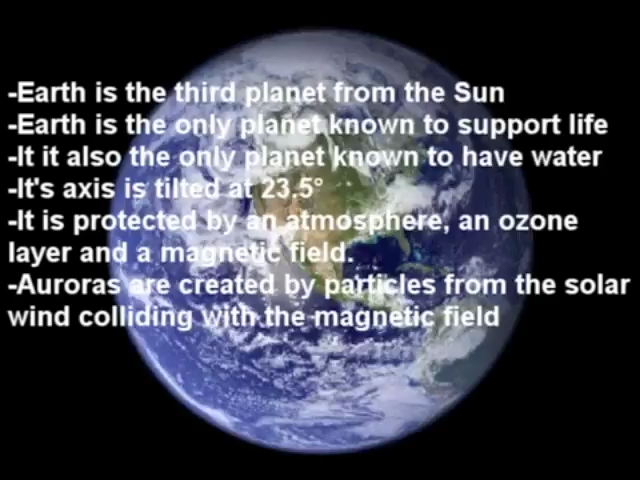 -Earth is the third planet from the Sun
-Earth is the only planet known to support life
-It it also the only planet known to have water
-It's axis is tilted at 23.5°
-It is protected by an atmosphere, an ozone
layer and a magnetic field.
-Auroras are created by particles from the solar
wind colliding with the magnetic field